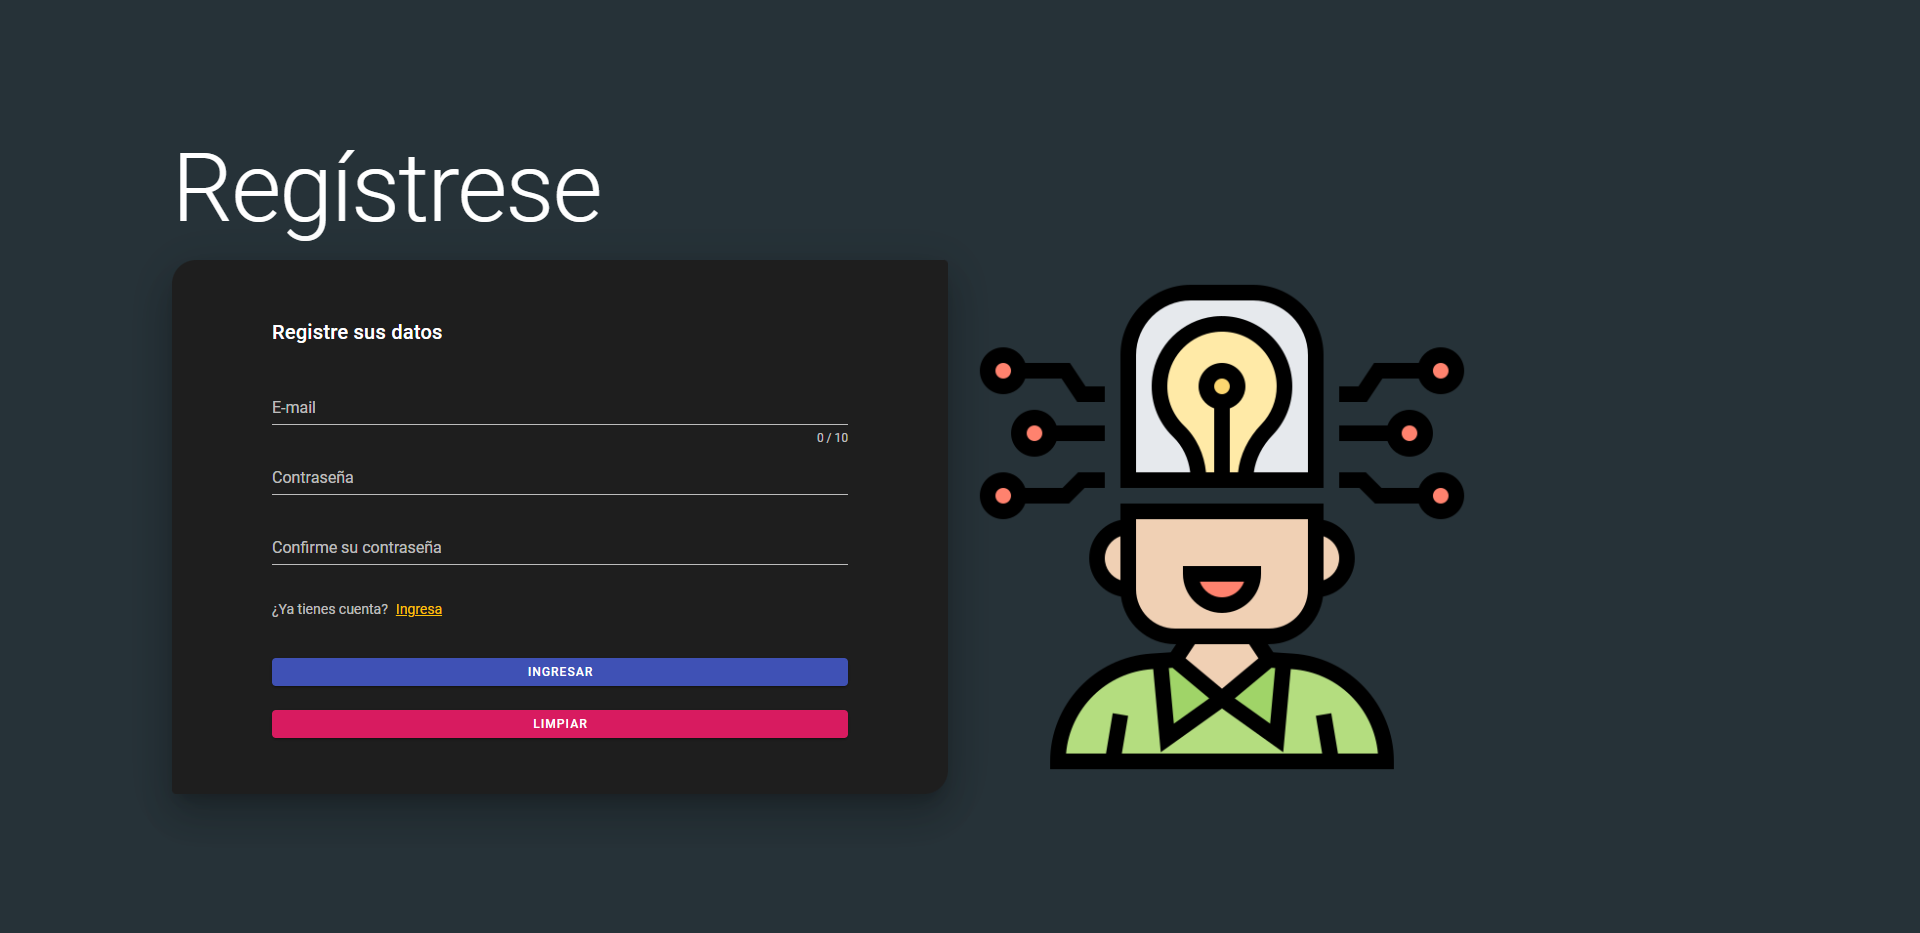 Regístrese
Registre sus datos
E-mail
0 / 10
Contraseña
Confirme su contraseña
¿Ya tienes cuenta? Ingresa
INGRESAR
LIMPIAR